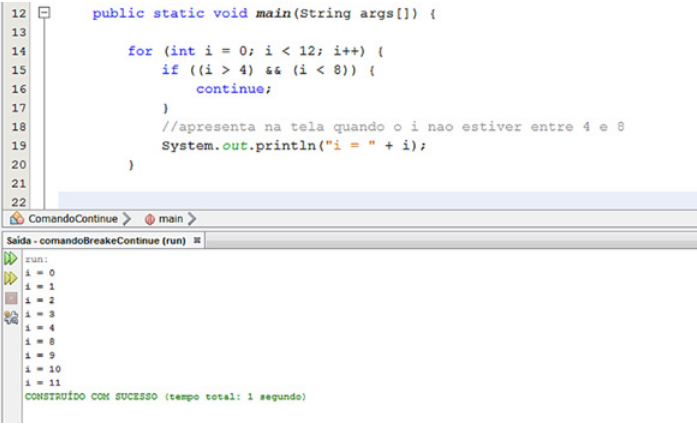 12 public static void main(String args[]) {
13
14 for (int i = 0; i < 12; i++) {
15 if ((i > 4) && (i < 8)) {
16 continue;
17 }
18 //apresenta na tela quando o i nao estiver entre 4 e 8
19 System.out.println("i = " + i);
20 }
21
22
ComandoContinue main
Saída - comandoBreakeContinue (run)
run:
i = 0
i = 1
i = 2
i = 3
i = 4
i = 8
i = 9
i = 10
i = 11
CONSTRUÍDO COM SUCESSO (tempo total: 1 segundo)